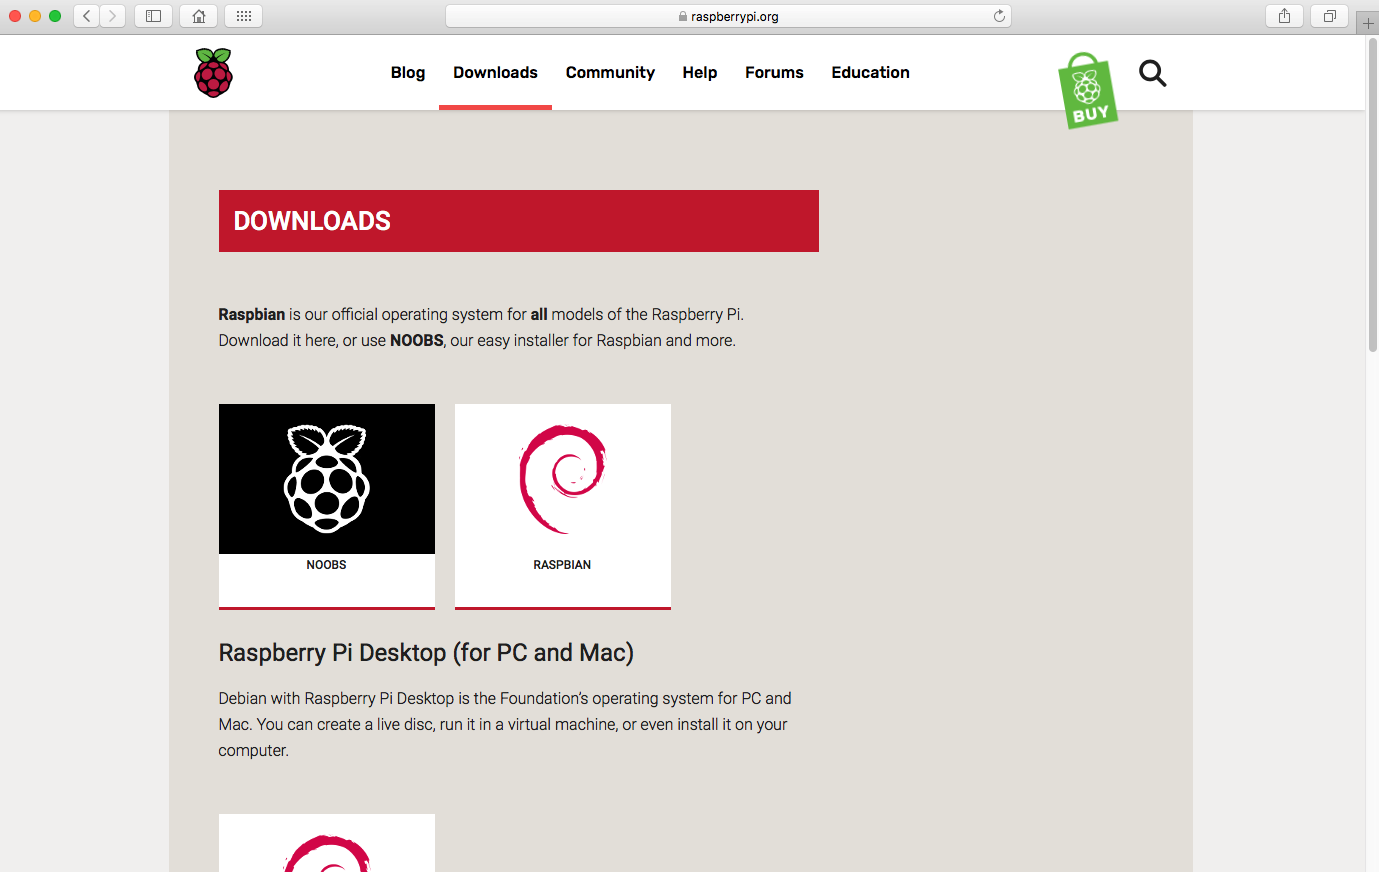 raspberrypi.org
Blog Downloads Community Help Forums Education
BUY
DOWNLOADS
Raspbian is our official operating system for all models of the Raspberry Pi.
Download it here, or use NOOBS, our easy installer for Raspbian and more.
NOOBS RASPBIAN
Raspberry Pi Desktop (for PC and Mac)
Debian with Raspberry Pi Desktop is the Foundation’s operating system for PC and
Mac. You can create a live disc, run it in a virtual machine, or even install it on your
computer.